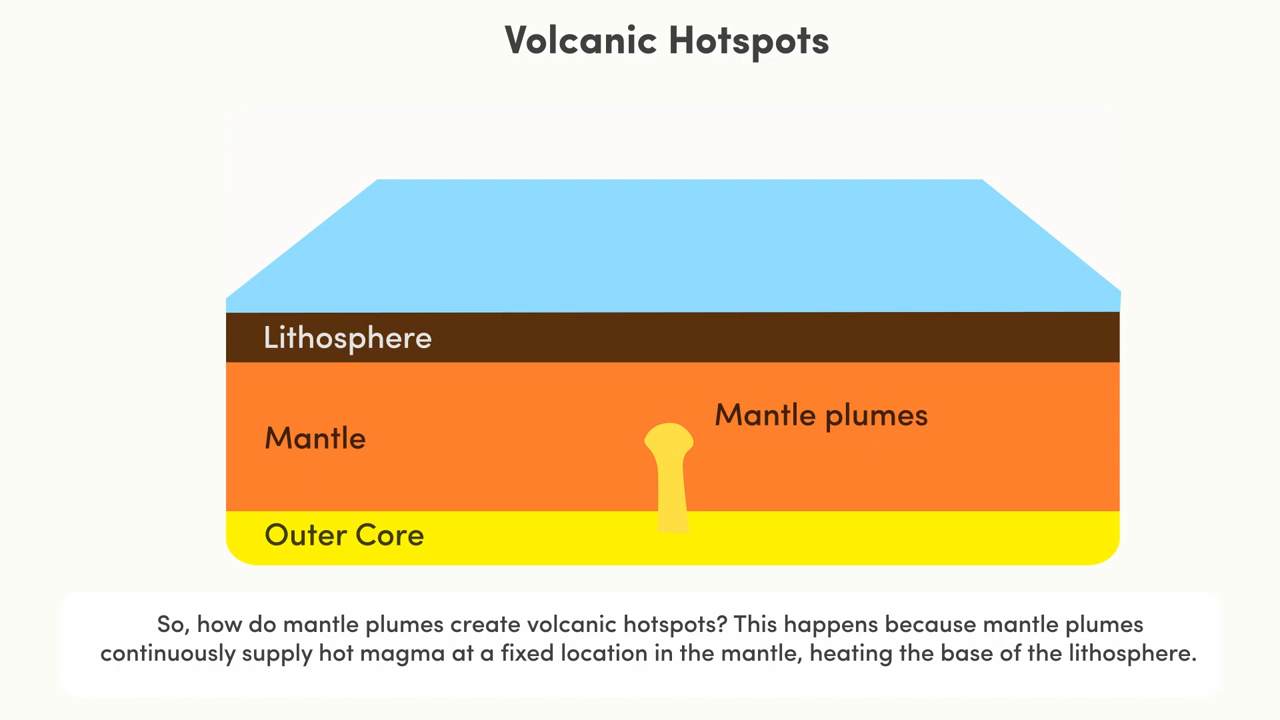 Volcanic Hotspots
Lithosphere
Mantle plumes
Mantle
Outer Core
So, how do mantle plumes create volcanic hotspots? This happens because mantle plumes
continuously supply hot magma at a fixed location in the mantle, heating the base of the lithosphere.